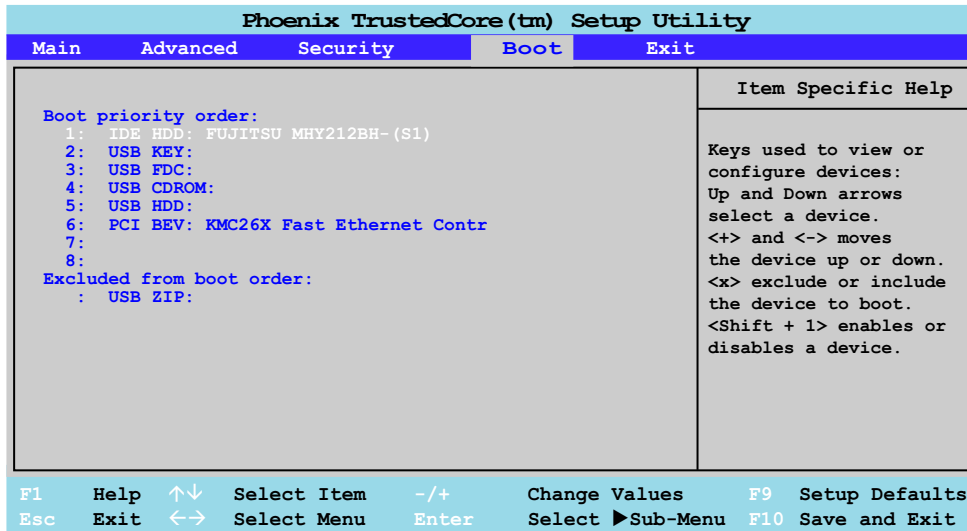 Phoenix TrustedCore(tm) Setup Utility
Main Advanced Security Boot Exit
Item Specific Help
Boot priority order:
1: IDE HDD: FUJITSU MHY212BH-(S1)
2: USB KEY:
3: USB FDC:
4: USB CDROM:
5: USB HDD:
6: PCI BEV: KMC26X Fast Ethernet Contr
7:
8:
Excluded from boot order:
: USB ZIP:
Keys used to view or
configure devices:
Up and Down arrows
select a device.
<+> and <-> moves
the device up or down.
<x> exclude or include
the device to boot.
<Shift + 1> enables or
disables a device.
F1 Help ↑↓ Select Item -/+ Change Values F9 Setup Defaults
Esc Exit ←→ Select Menu Enter Select ▶Sub-Menu F10 Save and Exit